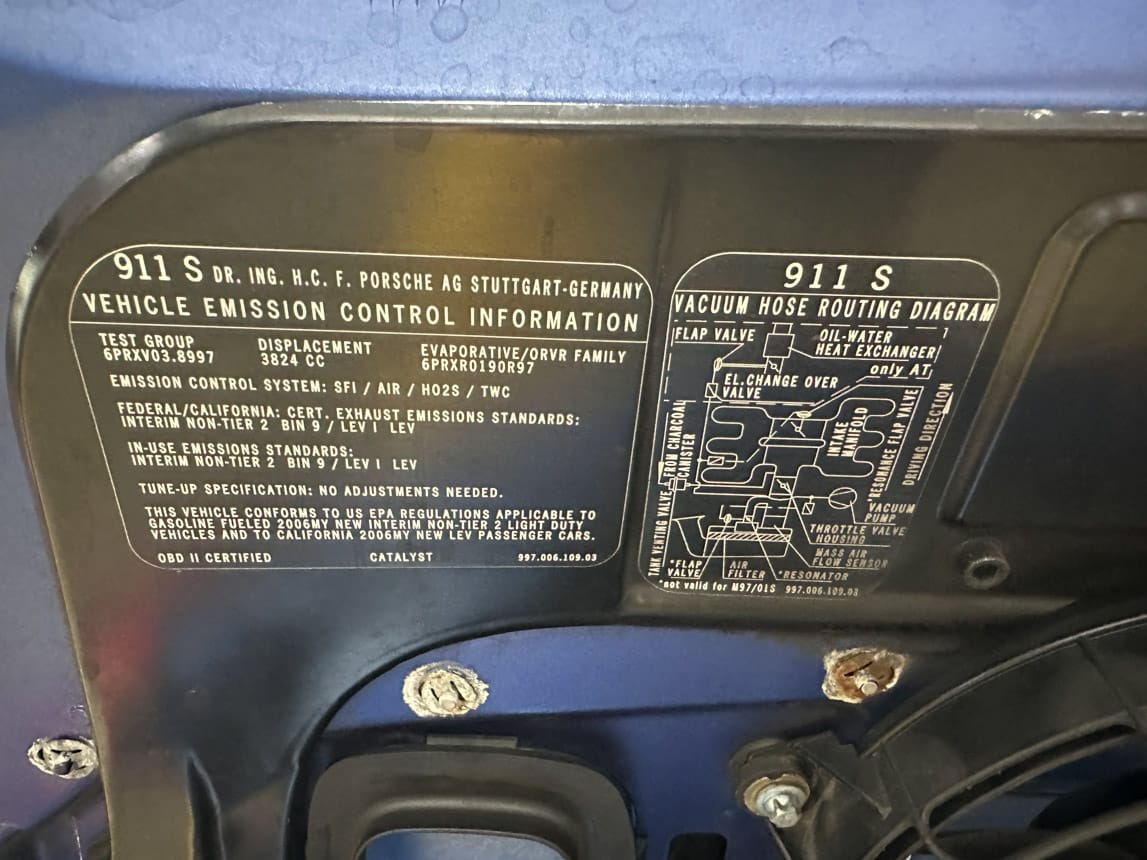 911 S DR. ING. H.C. F. PORSCHE AG STUTTGART-GERMANY
VEHICLE EMISSION CONTROL INFORMATION
TEST GROUP
6PRXV03.8997
DISPLACEMENT
3824 CC
EVAPORATIVE/ORVR FAMILY
6PRXR0190R97
EMISSION CONTROL SYSTEM: SFI / AIR / HO2S / TWC
FEDERAL/CALIFORNIA: CERT. EXHAUST EMISSIONS STANDARDS:
INTERIM NON-TIER 2 BIN 9 / LEV I LEV
IN-USE EMISSIONS STANDARDS:
INTERIM NON-TIER 2 BIN 9 / LEV I LEV
TUNE-UP SPECIFICATION: NO ADJUSTMENTS NEEDED.
THIS VEHICLE CONFORMS TO US EPA REGULATIONS APPLICABLE TO
GASOLINE FUELED 2006MY NEW INTERIM NON-TIER 2 LIGHT DUTY
VEHICLES AND TO CALIFORNIA 2006MY NEW LEV PASSENGER CARS.
OBD II CERTIFIED CATALYST 997.006.109.03
911 S
VACUUM HOSE ROUTING DIAGRAM
FLAP VALVE
OIL-WATER
HEAT EXCHANGER
only AT
EL.CHANGE OVER
VALVE
FROM CHARCOAL
CANISTER
TANK VENTING VALVE
INTAKE
MANIFOLD
*RESONANCE FLAP VALVE
DRIVING DIRECTION
VACUUM
PUMP
THROTTLE VALVE
HOUSING
MASS AIR
FLOW SENSOR
*FLAP
VALVE
AIR
FILTER
*RESONATOR
*not valid for M97/01S 997.006.109.03